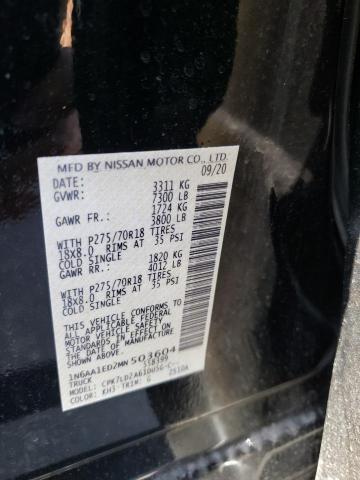 MFD BY NISSAN MOTOR CO., LTD.
DATE: 09/20
GVWR: 3311 KG
7300 LB
GAWR FR.: 1724 KG
3800 LB
WITH P275/70R18 TIRES
18X8.0 RIMS AT 35 PSI
COLD SINGLE
GAWR RR.: 1820 KG
4012 LB
WITH P275/70R18 TIRES
18X8.0 RIMS AT 35 PSI
COLD SINGLE
THIS VEHICLE CONFORMS TO ALL
APPLICABLE FEDERAL MOTOR
VEHICLE SAFETY STANDARDS
IN EFFECT ON THE DATE OF
MANUFACTURE SHOWN ABOVE.
1N6AA1ED2MN503604
TRUCK 518399
MODEL:
COLOR: KH3 TRIM: G 2510A